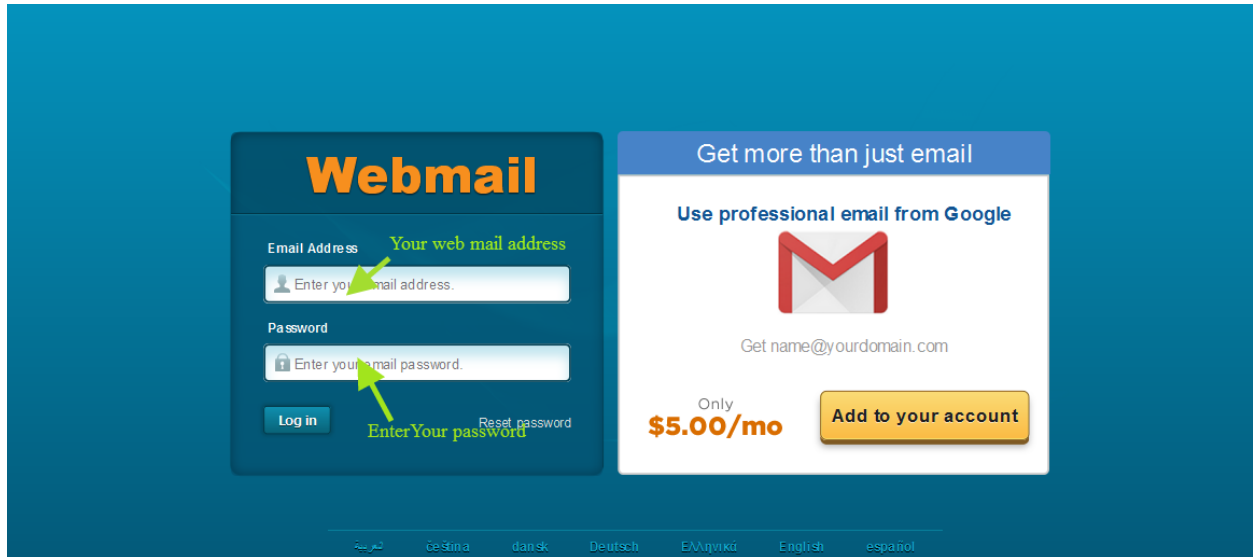 Webmail
Email Address
Your web mail address
Enter your email address.
Password
Enter your email password.
Log in
Reset password
EnterYour password
Get more than just email
Use professional email from Google
Get name@yourdomain.com
Only
$5.00/mo
Add to your account
العربية čeština dansk Deutsch Ελληνικά English español